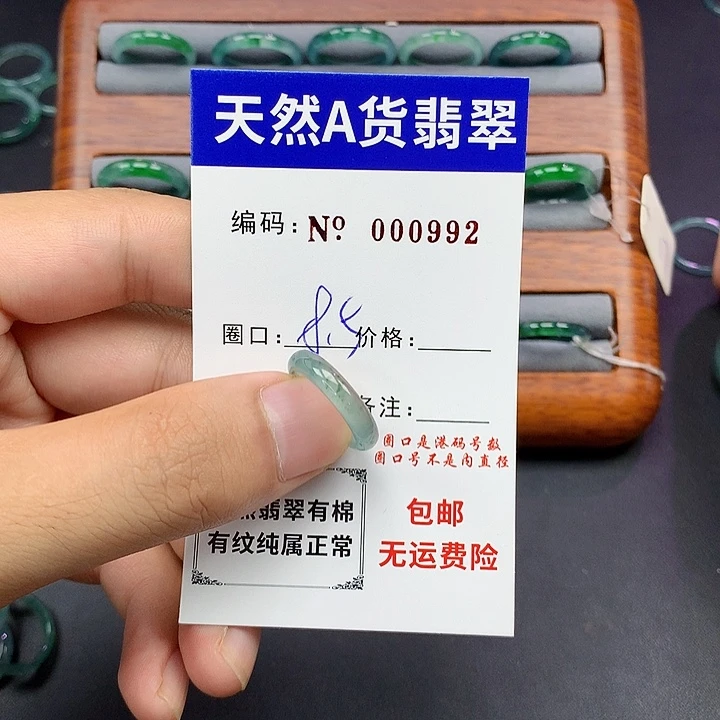 天然A货翡翠
编码: Nº 000992
圈口: 8.5 价格:
备注:
圈口是港码号数
圈口号不是内直径
然翡翠有棉
有纹纯属正常
包邮
无运费险